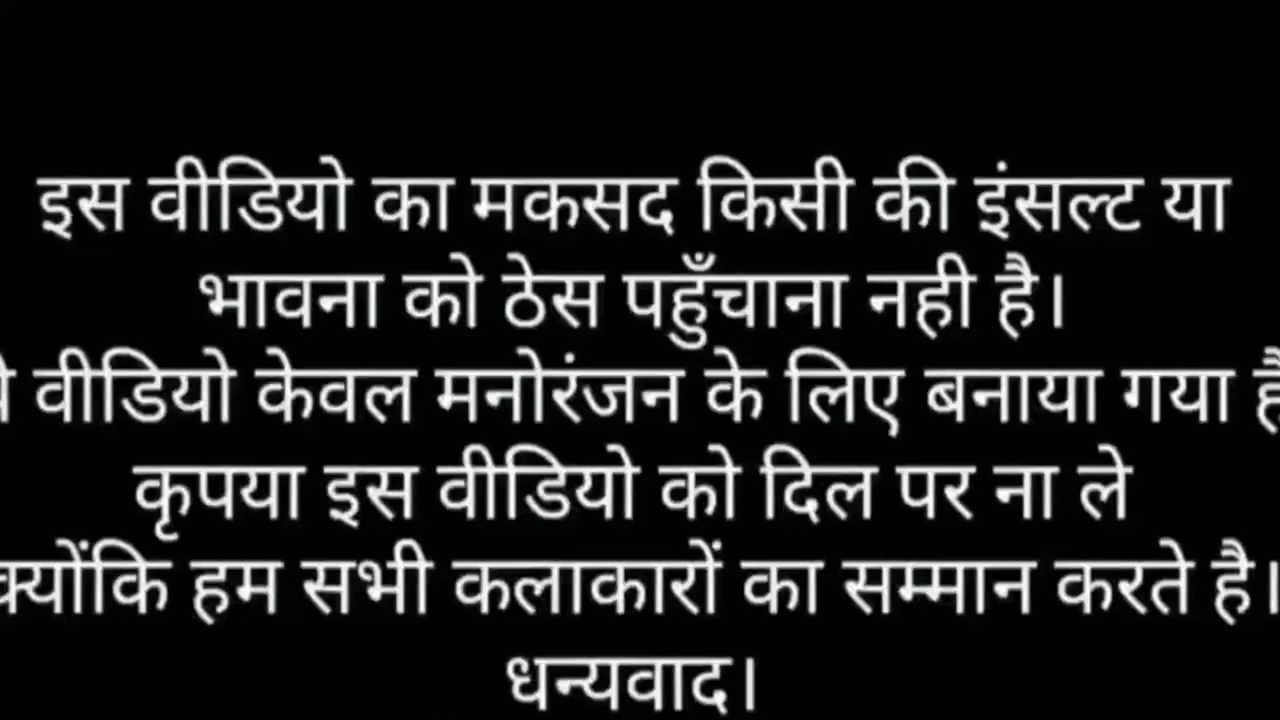 इस वीडियो का मकसद किसी की इंसल्ट या
भावना को ठेस पहुँचाना नही है।
वीडियो केवल मनोरंजन के लिए बनाया गया है
कृपया इस वीडियो को दिल पर ना ले
क्योंकि हम सभी कलाकारों का सम्मान करते है।
धन्यवाद।